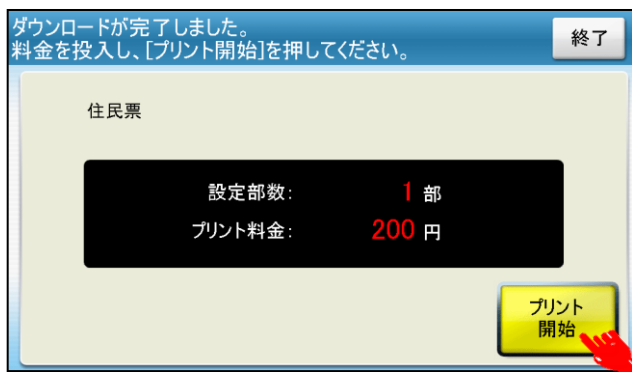 ダウンロードが完了しました。
料金を投入し、[プリント開始]を押してください。
終了
住民票
設定部数: 1 部
プリント料金: 200 円
プリント
開始